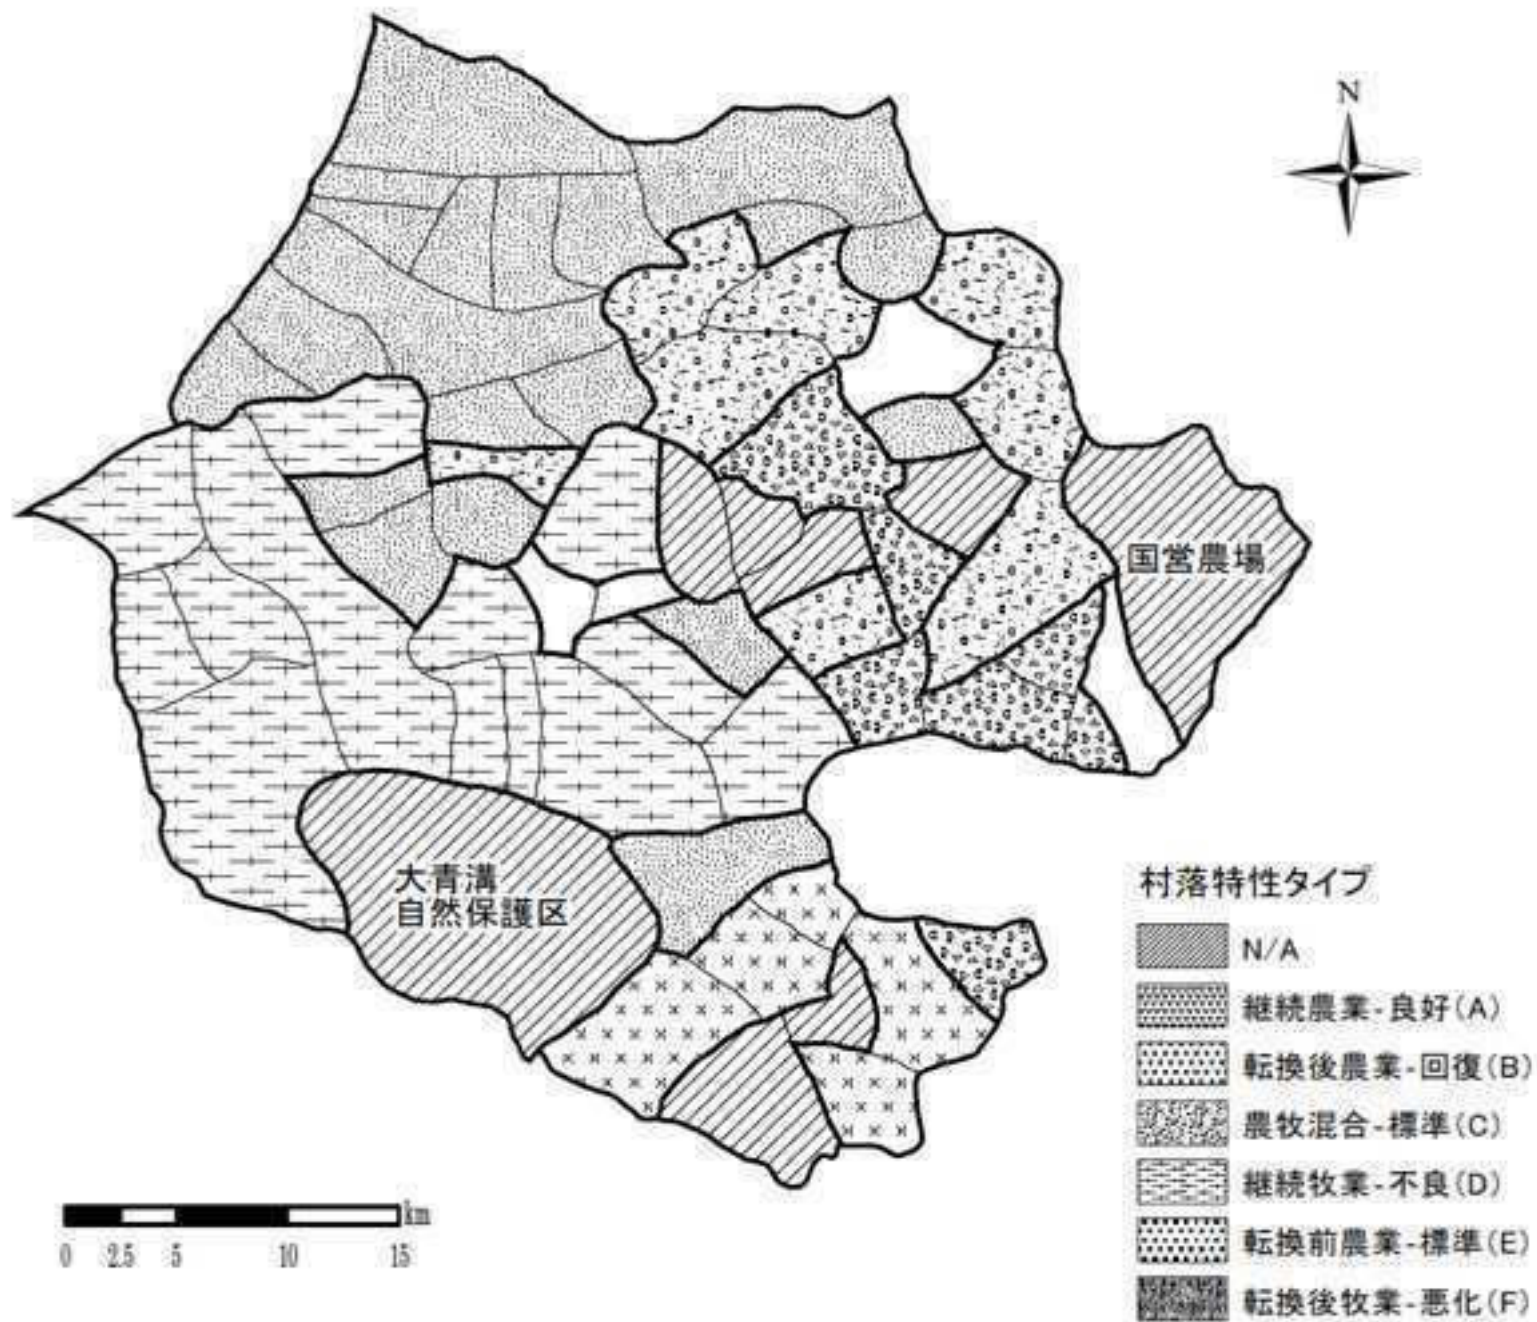 N
国営農場
大青溝
自然保護区
村落特性タイプ
N/A
継続農業-良好(A)
転換後農業-回復(B)
農牧混合-標準(C)
継続牧業-不良(D)
転換前農業-標準(E)
転換後牧業-悪化(F)
km
0 2.5 5 10 15